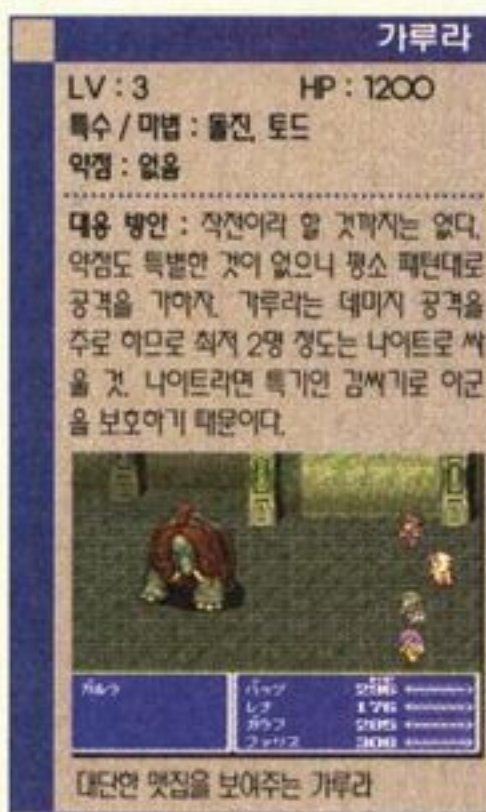 가루라
LV : 3 HP : 1200
특수 / 마법 : 돌진, 토드
약점 : 없음
대응 방안 : 작전이라 할 것까지는 없다.
약점도 특별한 것이 없으니 평소 패턴대로
공격을 가하자. 가루라는 데미지 공격을
주로 하므로 최저 2명 정도는 나이트로 싸
울 것. 나이트라면 특기인 감싸기로 아군
을 보호하기 때문이다.
ガルラ
バッツ 296
レナ 176
ガラフ 285
ファリス 308
대단한 맷집을 보여주는 가루라